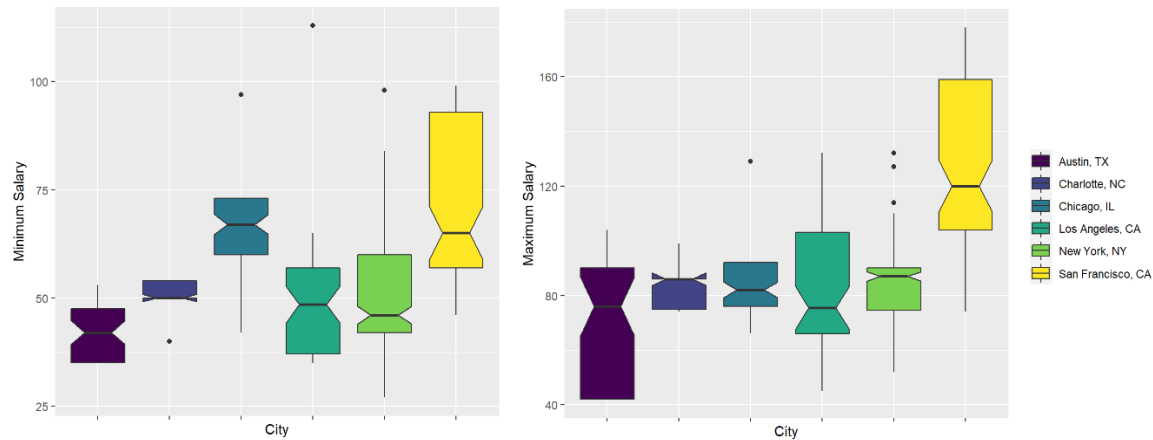 Minimum Salary
100
75
50
25
City
Maximum Salary
160
120
80
40
City
Austin, TX
Charlotte, NC
Chicago, IL
Los Angeles, CA
New York, NY
San Francisco, CA